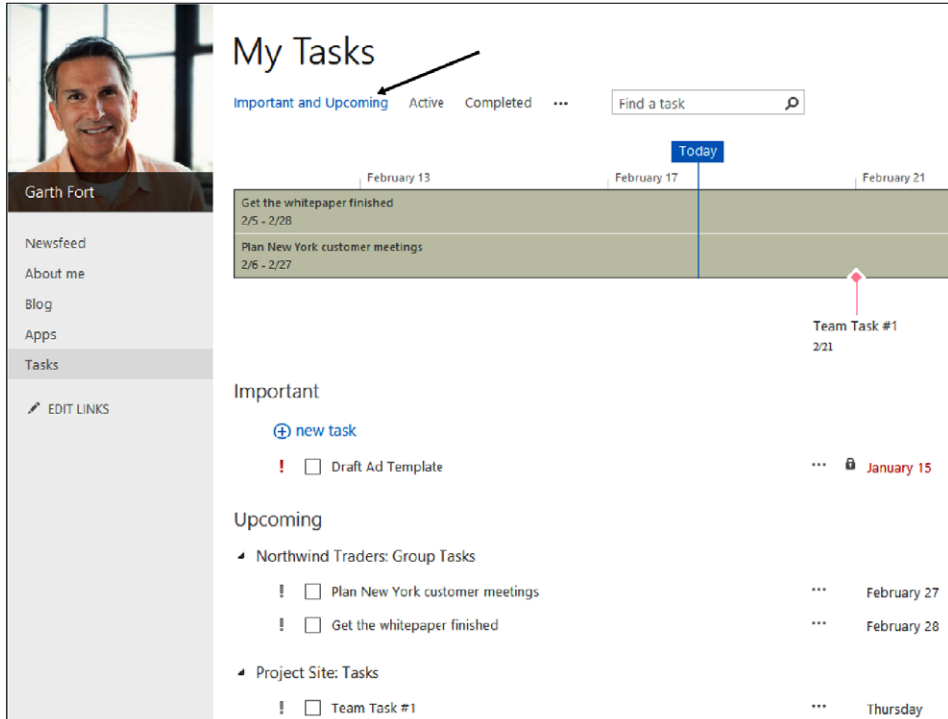 My Tasks
Important and Upcoming Active Completed ... Find a task
Today
February 13 February 17 February 21
Garth Fort
Get the whitepaper finished
2/5 - 2/28
Plan New York customer meetings
2/6 - 2/27
Newsfeed
About me
Blog
Apps
Tasks
EDIT LINKS
Team Task #1
2/21
Important
new task
! Draft Ad Template ... January 15
Upcoming
Northwind Traders: Group Tasks
! Plan New York customer meetings ... February 27
! Get the whitepaper finished ... February 28
Project Site: Tasks
! Team Task #1 ... Thursday